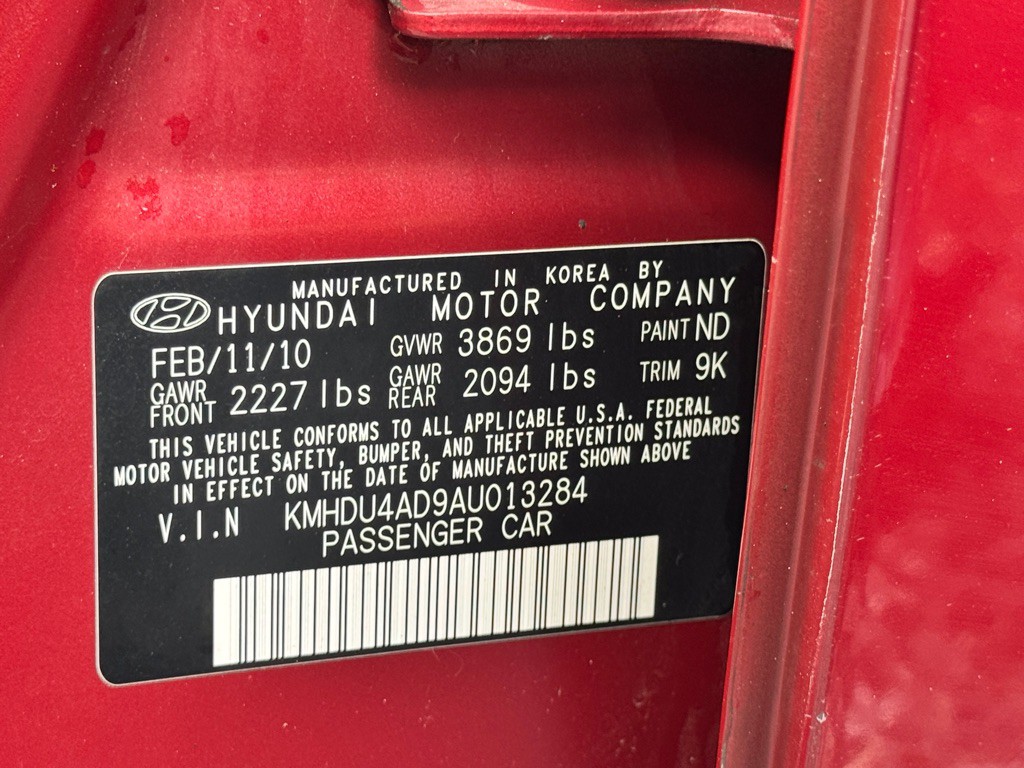 MANUFACTURED IN KOREA BY
HYUNDAI MOTOR COMPANY
FEB/11/10 GVWR 3869 lbs PAINT ND
GAWR FRONT 2227 lbs GAWR REAR 2094 lbs TRIM 9K
THIS VEHICLE CONFORMS TO ALL APPLICABLE U.S.A. FEDERAL
MOTOR VEHICLE SAFETY, BUMPER, AND THEFT PREVENTION STANDARDS
IN EFFECT ON THE DATE OF MANUFACTURE SHOWN ABOVE
V.I.N KMHDU4AD9AU013284
PASSENGER CAR